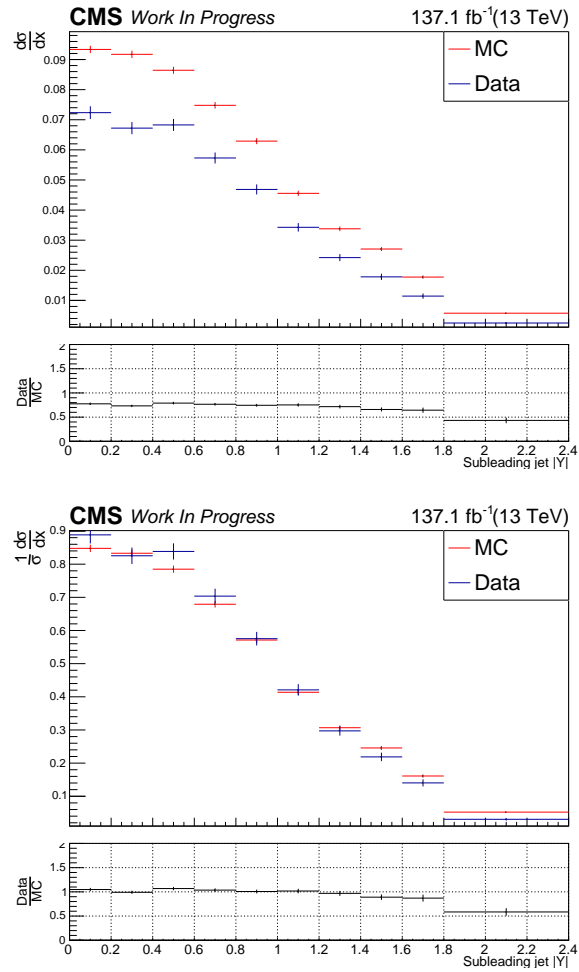 CMS Work In Progress 137.1 fb-1(13 TeV)
dσ
dx
MC
Data
0.09
0.08
0.07
0.06
0.05
0.04
0.03
0.02
0.01
Data
MC
2
1.5
1
0.5
0
0 0.2 0.4 0.6 0.8 1 1.2 1.4 1.6 1.8 2 2.2 2.4
Subleading jet |Y|
CMS Work In Progress 137.1 fb-1(13 TeV)
1 dσ
σ dx
MC
Data
0.9
0.8
0.7
0.6
0.5
0.4
0.3
0.2
0.1
Data
MC
2
1.5
1
0.5
0
0 0.2 0.4 0.6 0.8 1 1.2 1.4 1.6 1.8 2 2.2 2.4
Subleading jet |Y|